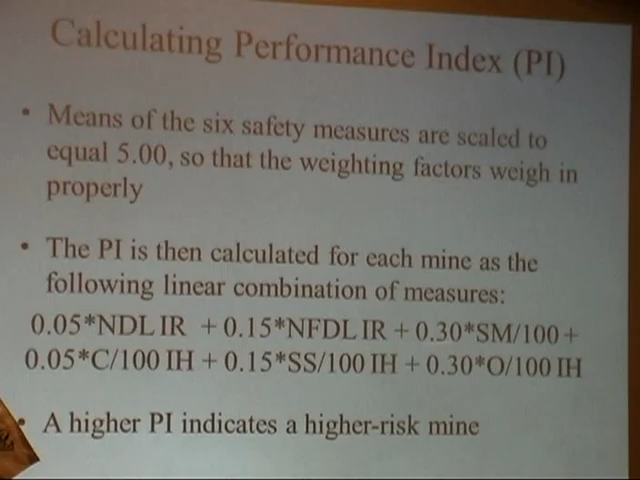 Calculating Performance Index (PI)
• Means of the six safety measures are scaled to
equal 5.00, so that the weighting factors weigh in
properly
• The PI is then calculated for each mine as the
following linear combination of measures:
0.05*NDL IR + 0.15*NFDL IR + 0.30*SM/100 +
0.05*C/100 IH + 0.15*SS/100 IH + 0.30*O/100 IH
• A higher PI indicates a higher-risk mine